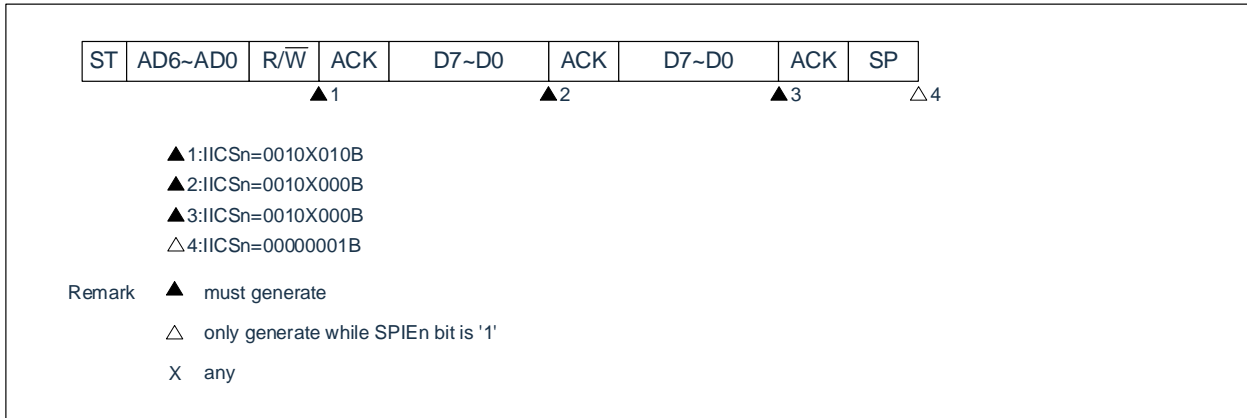 ST AD6~AD0 R/W̅ ACK D7~D0 ACK D7~D0 ACK SP
▲1 ▲2 ▲3 △4
▲1:IICSn=0010X010B
▲2:IICSn=0010X000B
▲3:IICSn=0010X000B
△4:IICSn=00000001B
Remark ▲ must generate
△ only generate while SPIEn bit is '1'
X any